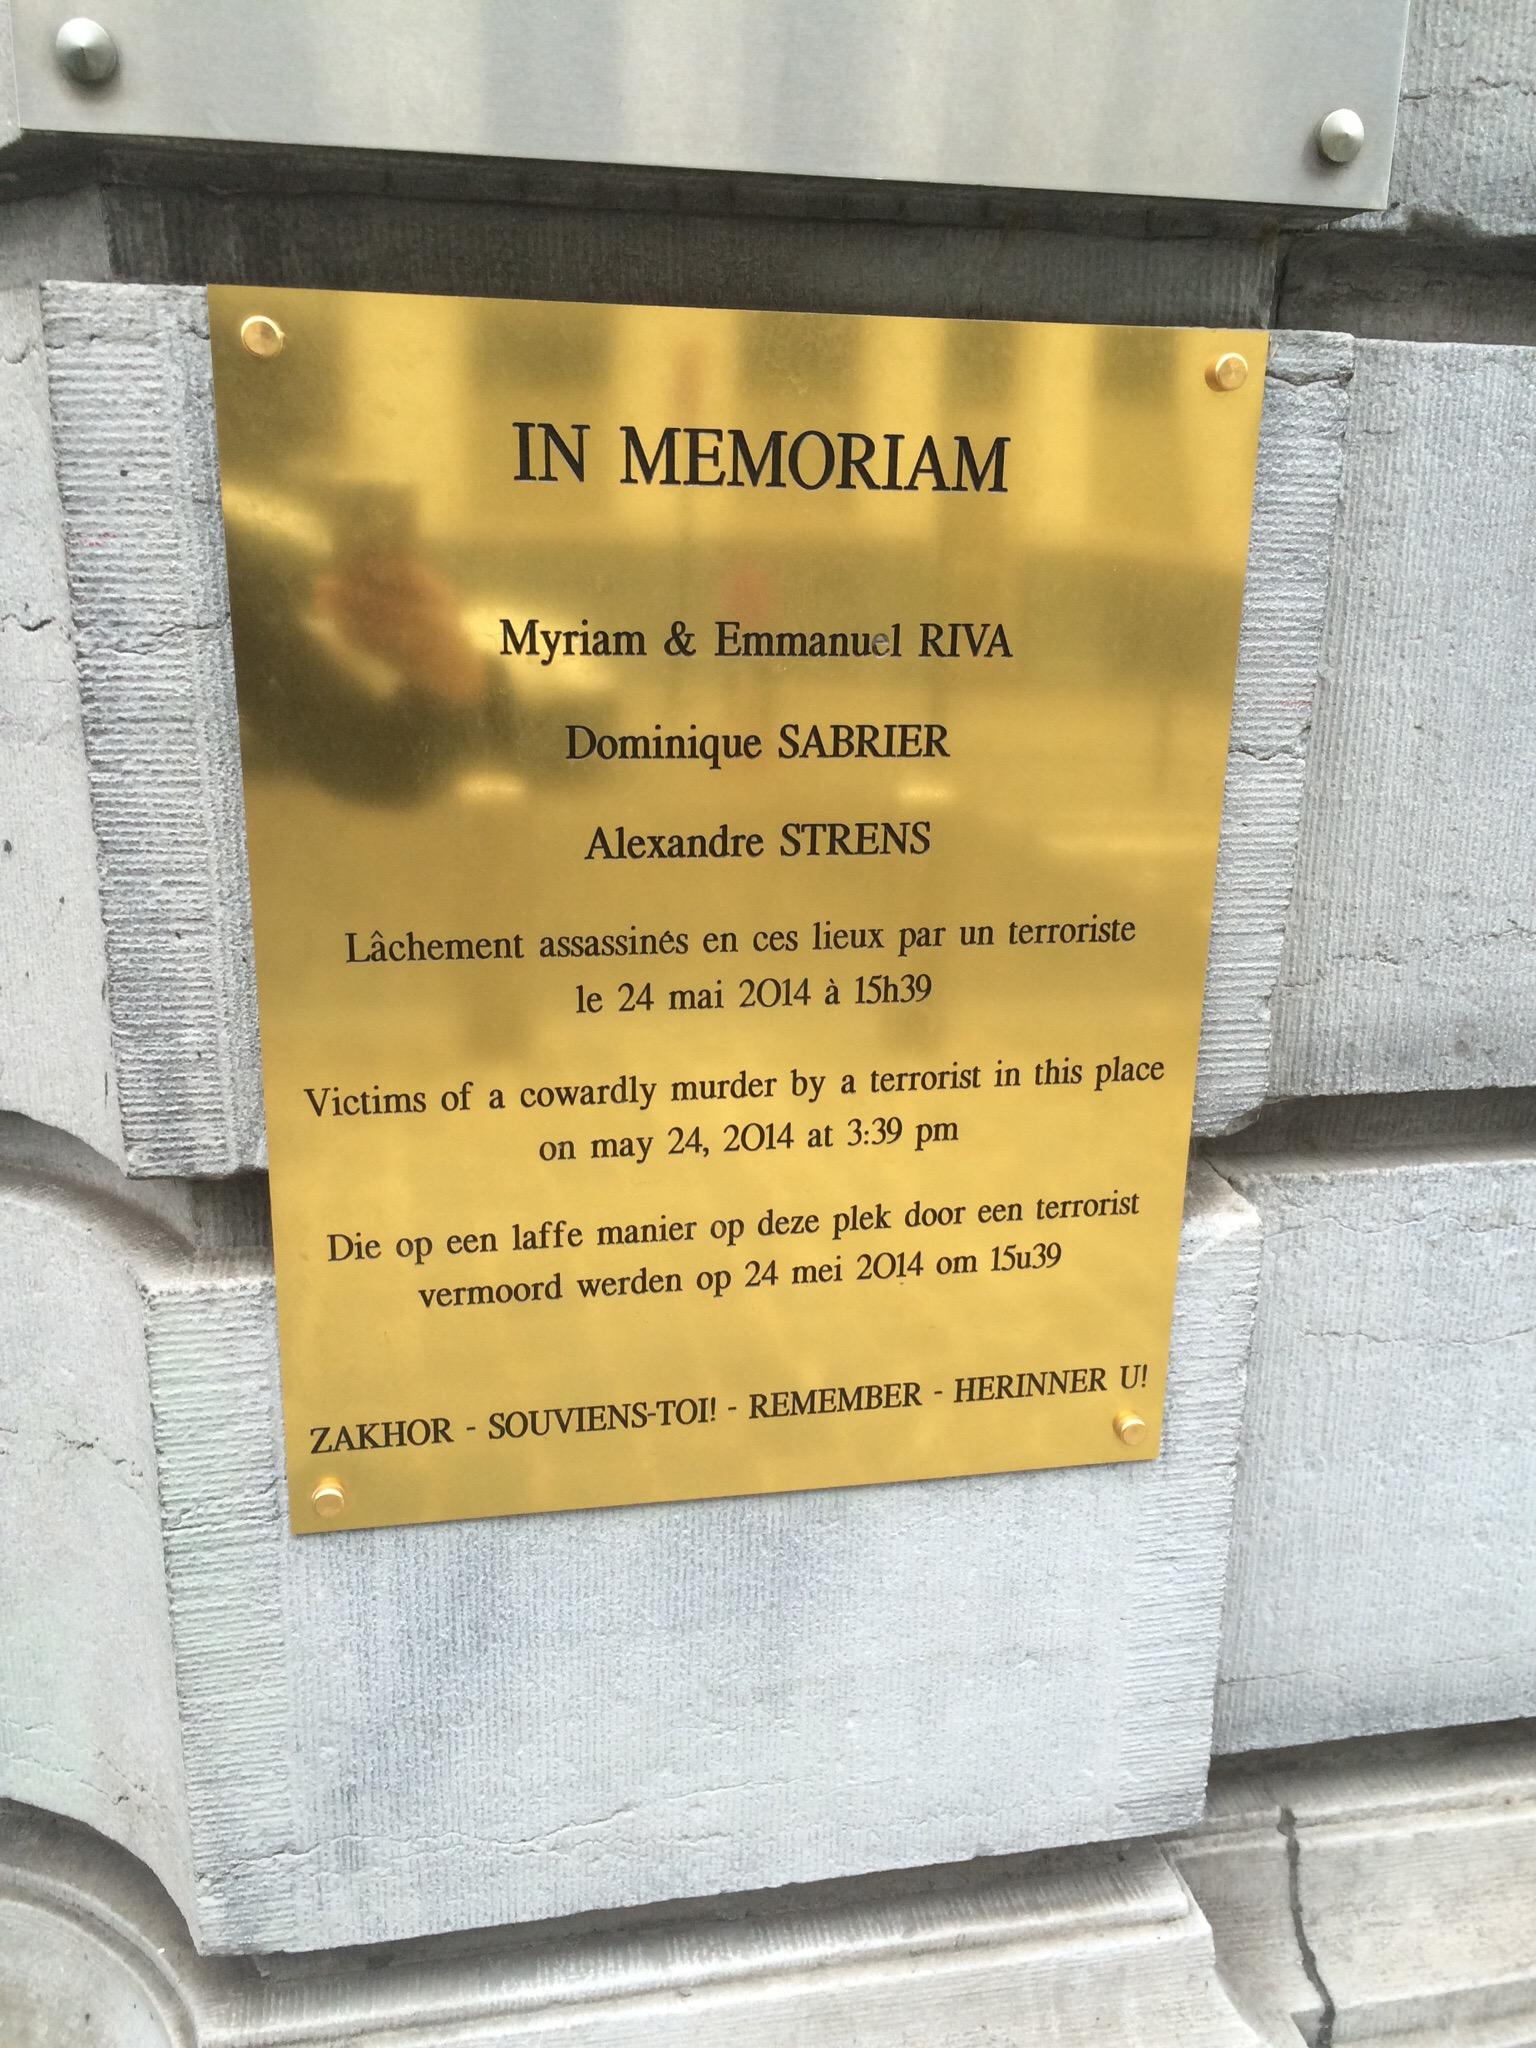 IN MEMORIAM
Myriam & Emmanuel RIVA
Dominique SABRIER
Alexandre STRENS
Lâchement assassinés en ces lieux par un terroriste
le 24 mai 2014 à 15h39
Victims of a cowardly murder by a terrorist in this place
on may 24, 2014 at 3:39 pm
Die op een laffe manier op deze plek door een terrorist
vermoord werden op 24 mei 2014 om 15u39
ZAKHOR - SOUVIENS-TOI! - REMEMBER - HERINNER U!